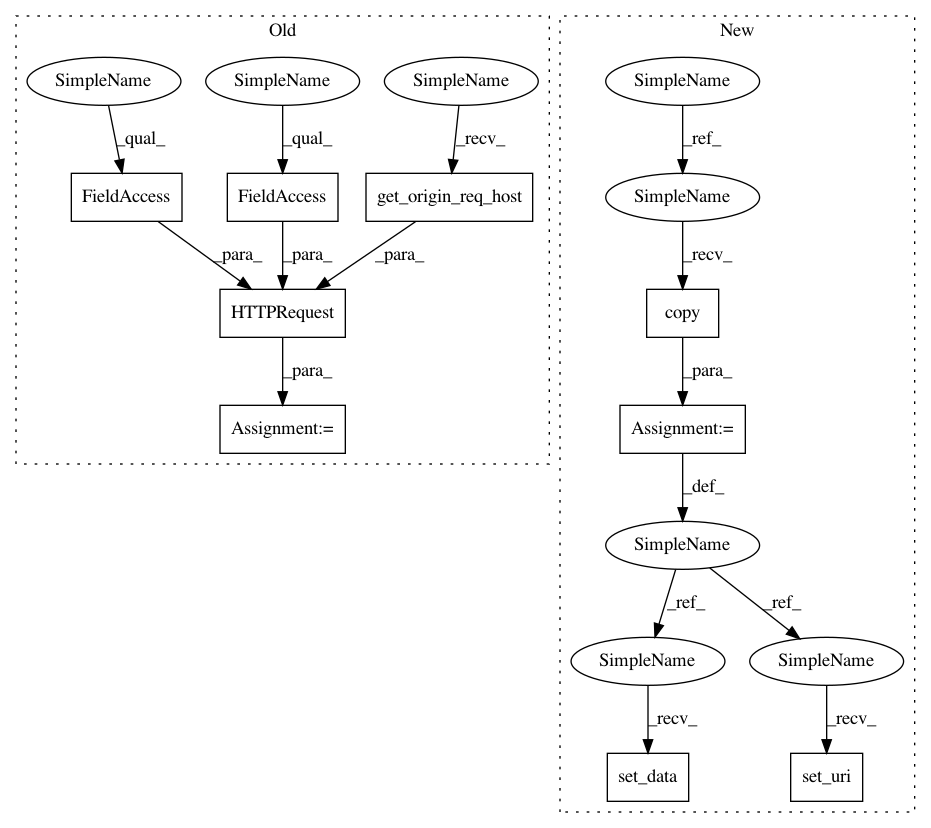 Old
New
SimpleName
SimpleName
SimpleName
SimpleName
_qual_
_qual_
_recv_
_ref_
FieldAccess
FieldAccess
get_origin_req_host
SimpleName
_para_
_para_
_para_
_recv_
HTTPRequest
copy
_para_
_para_
Assignment:=
Assignment:=
_def_
SimpleName
_ref_
_ref_
SimpleName
SimpleName
_recv_
_recv_
set_data
set_uri